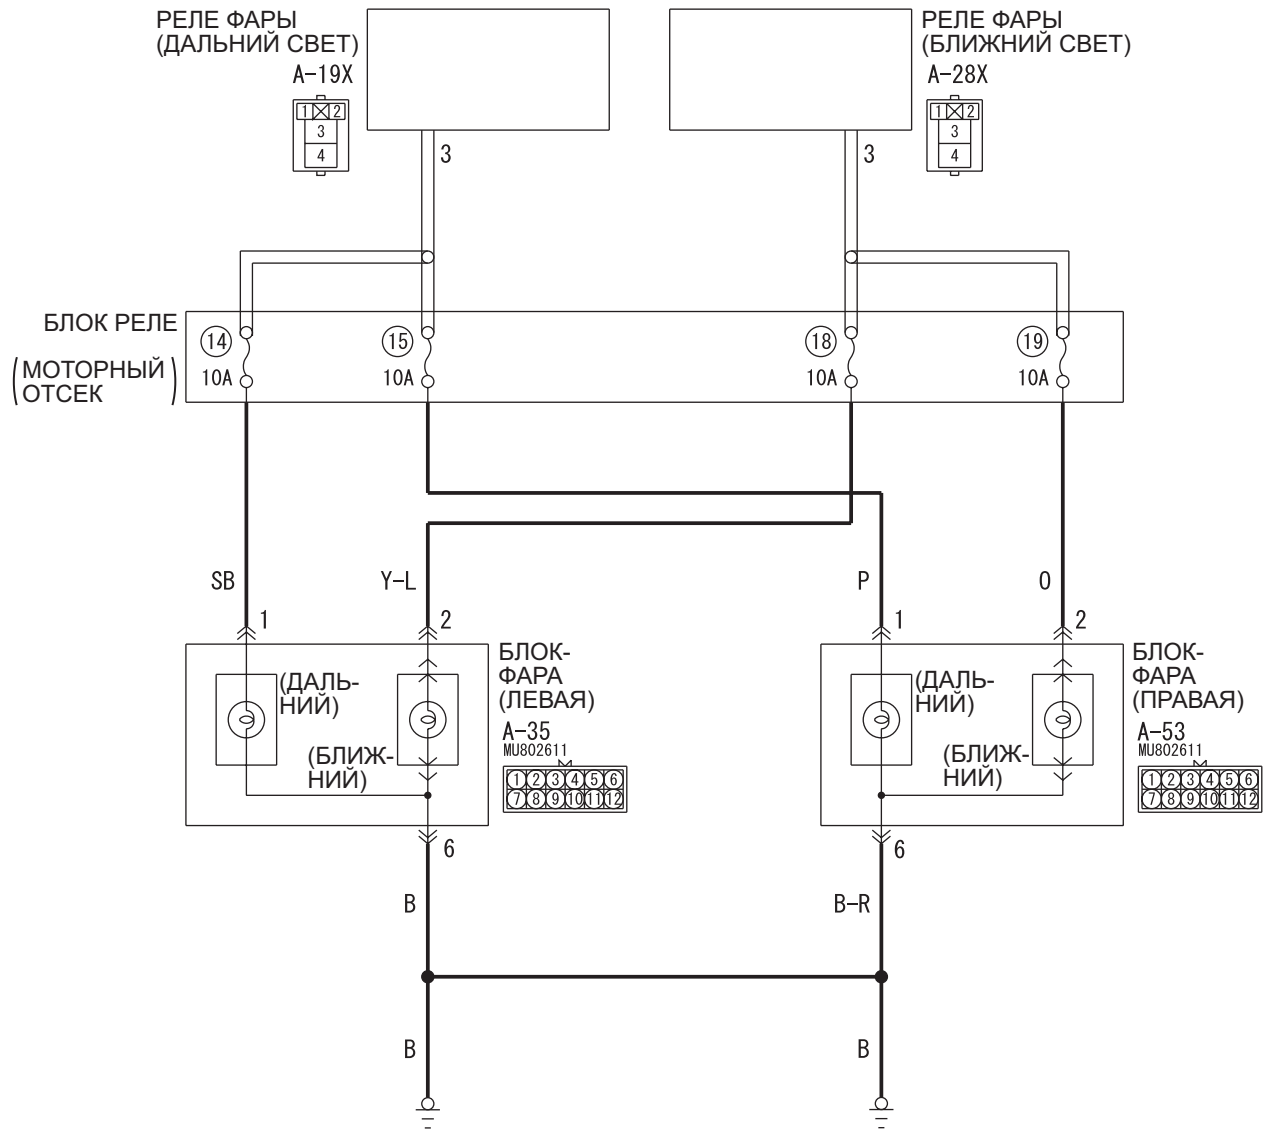 РЕЛЕ ФАРЫ
(ДАЛЬНИЙ СВЕТ)
A-19X
1 2
3
4
3
РЕЛЕ ФАРЫ
(БЛИЖНИЙ СВЕТ)
A-28X
1 2
3
4
3
БЛОК РЕЛЕ
(МОТОРНЫЙ
ОТСЕК)
14
10A
15
10A
18
10A
19
10A
SB
Y-L
P
O
1
2
1
2
БЛОК-
ФАРА
(ЛЕВАЯ)
A-35
MU802611
1 2 3 4 5 6
7 8 9 10 11 12
(ДАЛЬ-
НИЙ)
(БЛИЖ-
НИЙ)
БЛОК-
ФАРА
(ПРАВАЯ)
A-53
MU802611
1 2 3 4 5 6
7 8 9 10 11 12
(ДАЛЬ-
НИЙ)
(БЛИЖ-
НИЙ)
6
6
B
B-R
B
B